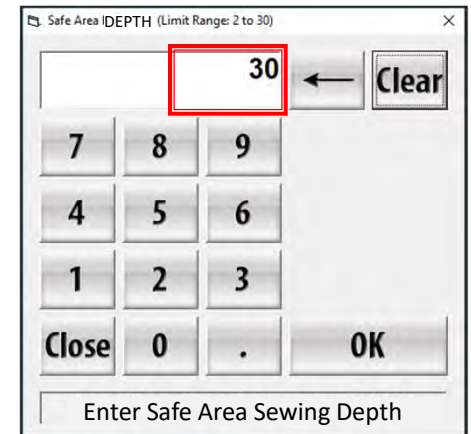 Safe Area DEPTH (Limit Range: 2 to 30)
30 ← Clear
7 8 9
4 5 6
1 2 3
Close 0 . OK
Enter Safe Area Sewing Depth